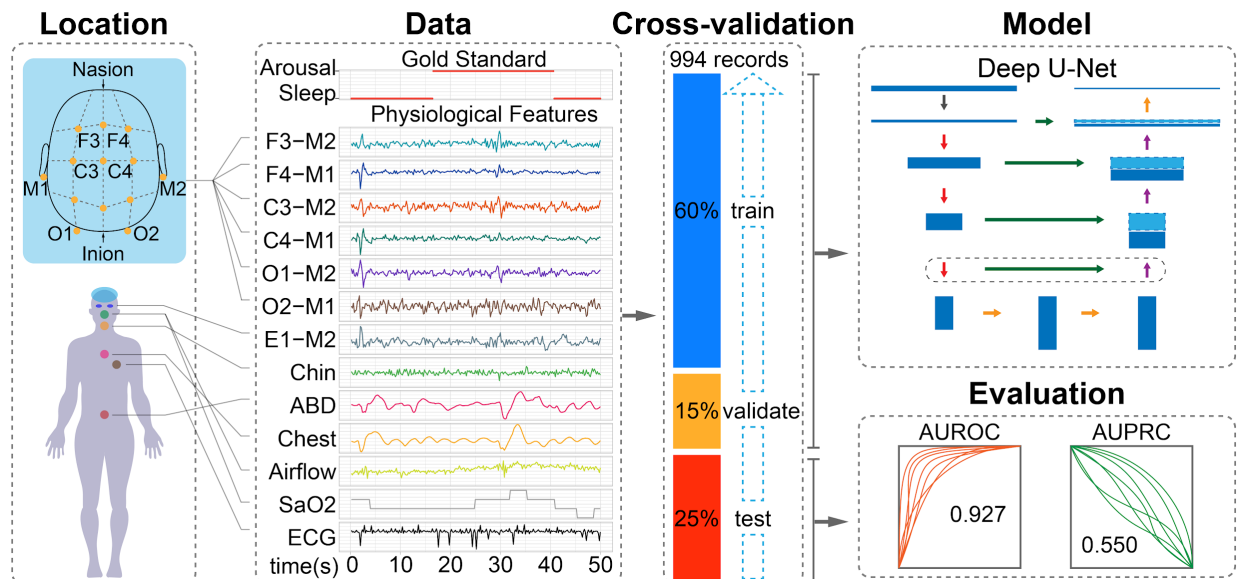 Location
Data
Cross-validation
Model
Nasion
F3 F4
C3 C4
M1
M2
O1
O2
Inion
Arousal
Sleep
Gold Standard
Physiological Features
F3−M2
F4−M1
C3−M2
C4−M1
O1−M2
O2−M1
E1−M2
Chin
ABD
Chest
Airflow
SaO2
ECG
time(s)
0 10 20 30 40 50
994 records
60% train
15% validate
25% test
Deep U-Net
Evaluation
AUROC
AUPRC
0.927
0.550